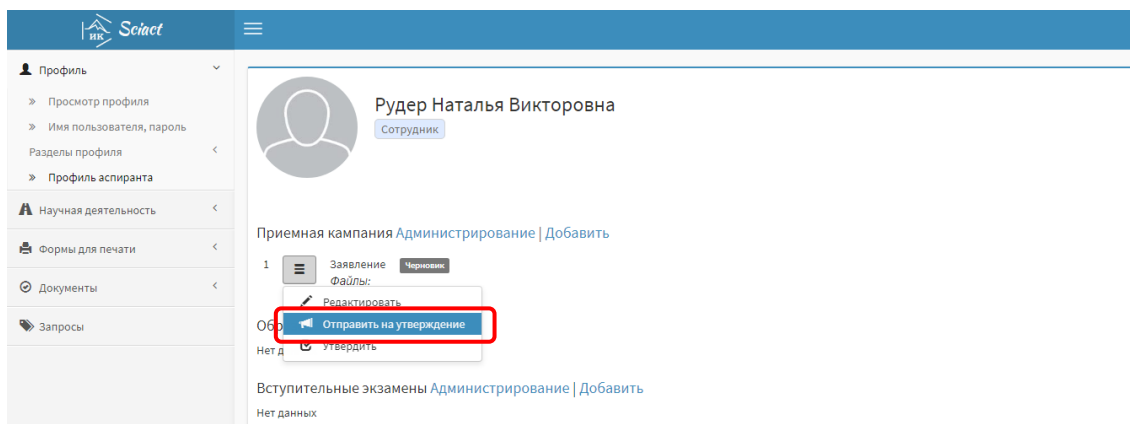 ИК Sciact
Профиль
Просмотр профиля
Имя пользователя, пароль
Разделы профиля
Профиль аспиранта
Научная деятельность
Формы для печати
Документы
Запросы
Рудер Наталья Викторовна
Сотрудник
Приемная кампания Администрирование | Добавить
1 Заявление Черновик
Файлы:
Редактировать
Отправить на утверждение
Утвердить
Вступительные экзамены Администрирование | Добавить
Нет данных